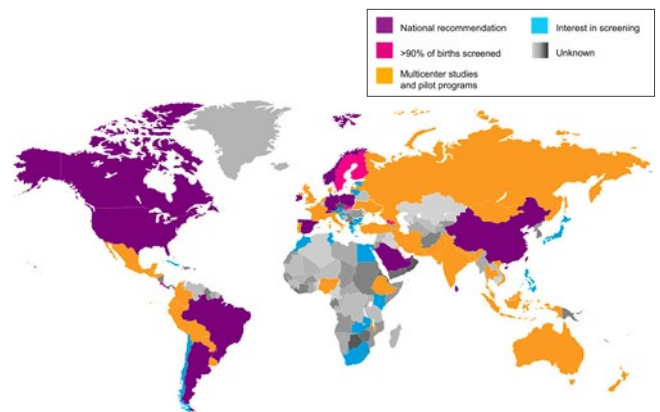 National recommendation
>90% of births screened
Multicenter studies
and pilot programs
Interest in screening
Unknown